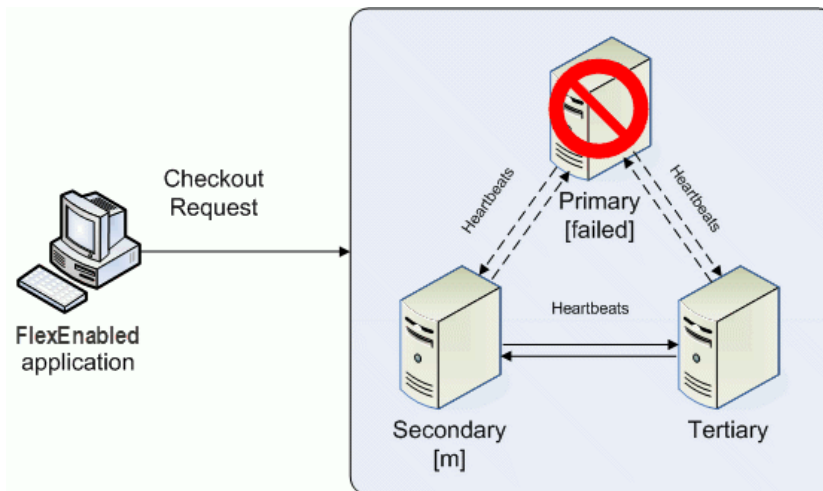 Checkout
Request
FlexEnabled
application
Primary
[failed]
Heartbeats
Heartbeats
Heartbeats
Secondary
[m]
Tertiary